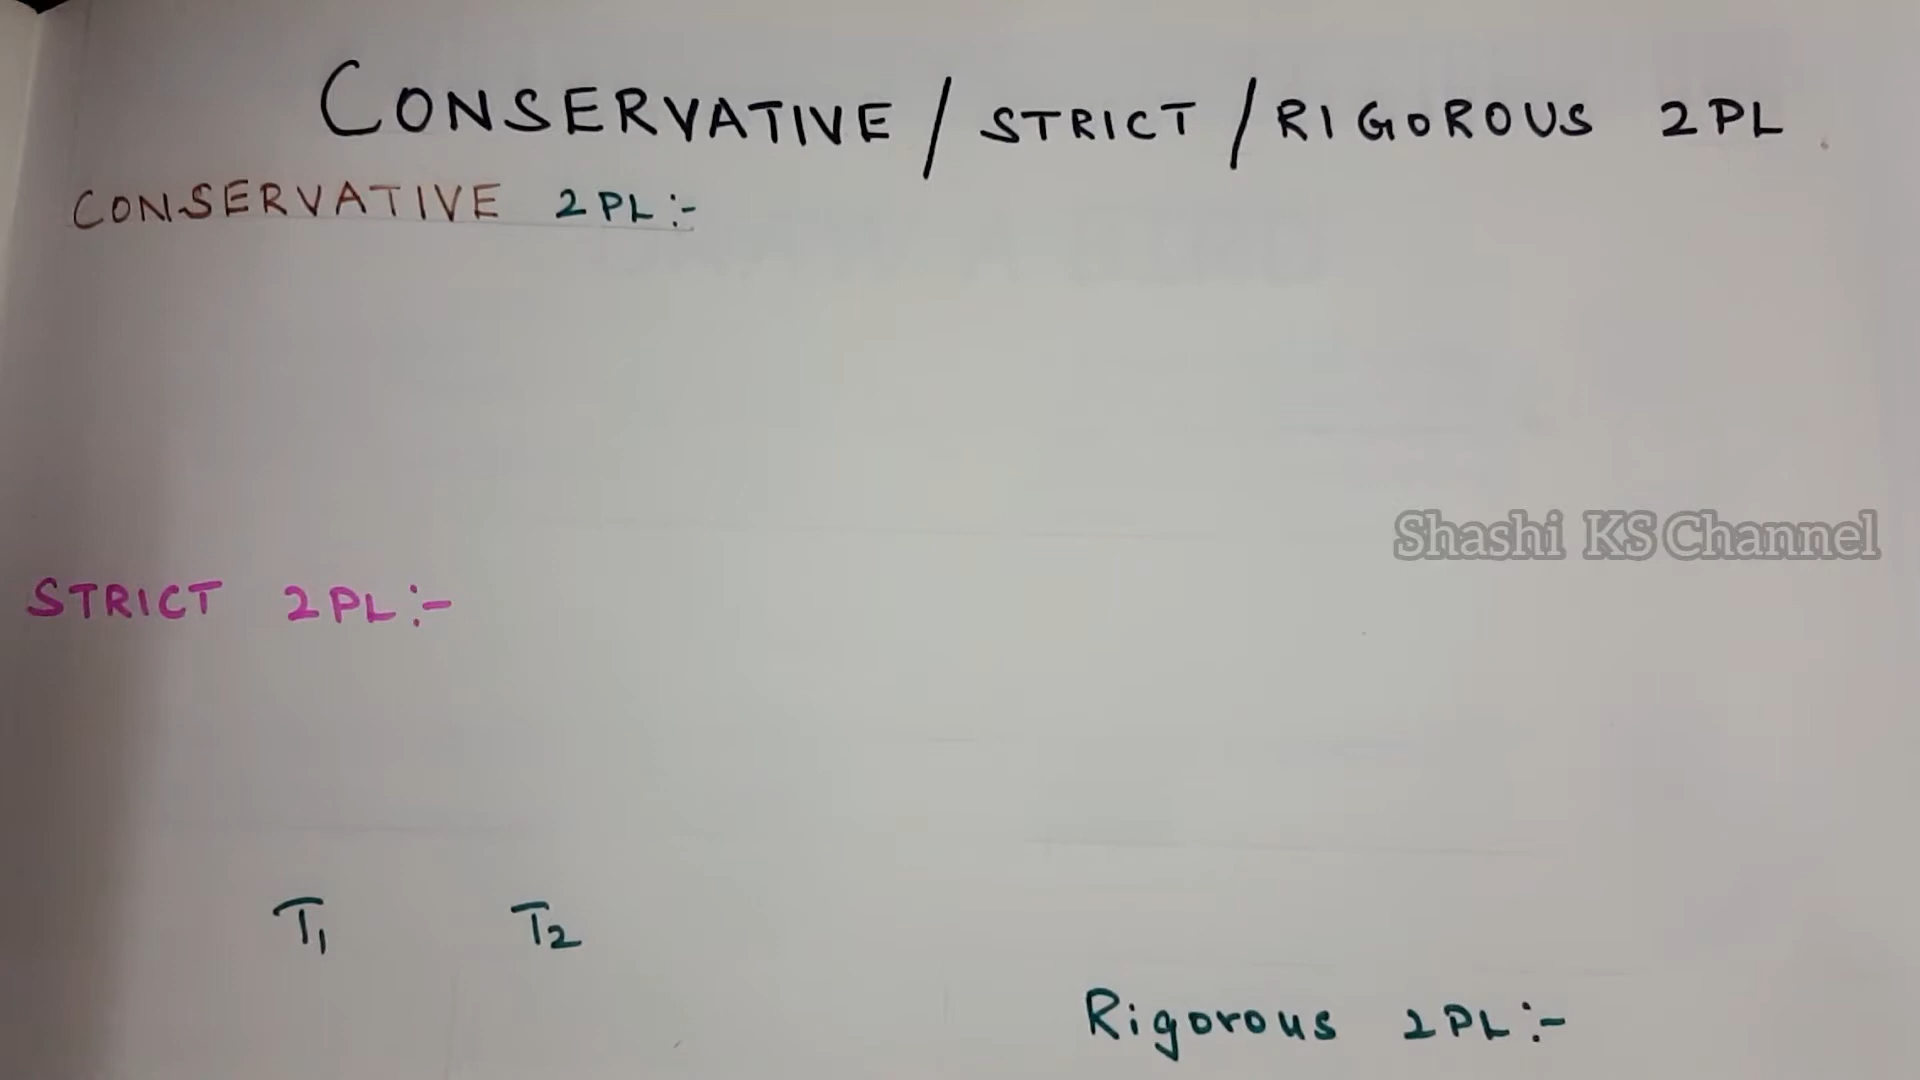 CONSERVATIVE / STRICT / RIGOROUS 2PL
CONSERVATIVE 2PL:-
Shashi KS Channel
STRICT 2PL:-
T1 T2
Rigorous 2PL:-